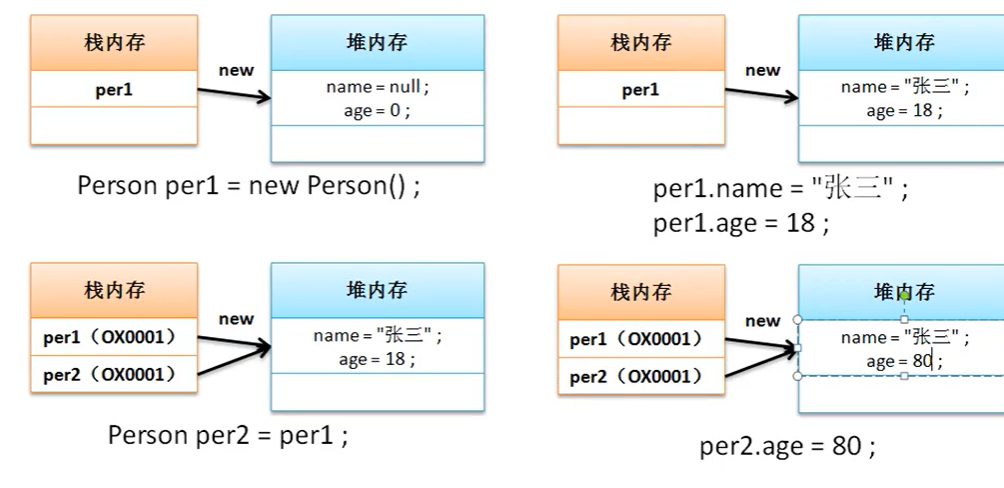 栈内存
堆内存
per1
new
name = null ;
age = 0 ;
Person per1 = new Person() ;
栈内存
堆内存
per1
new
name = "张三" ;
age = 18 ;
per1.name = "张三" ;
per1.age = 18 ;
栈内存
堆内存
per1（OX0001）
per2（OX0001）
new
name = "张三" ;
age = 18 ;
Person per2 = per1 ;
栈内存
堆内存
per1（OX0001）
per2（OX0001）
new
name = "张三" ;
age = 80 ;
per2.age = 80 ;